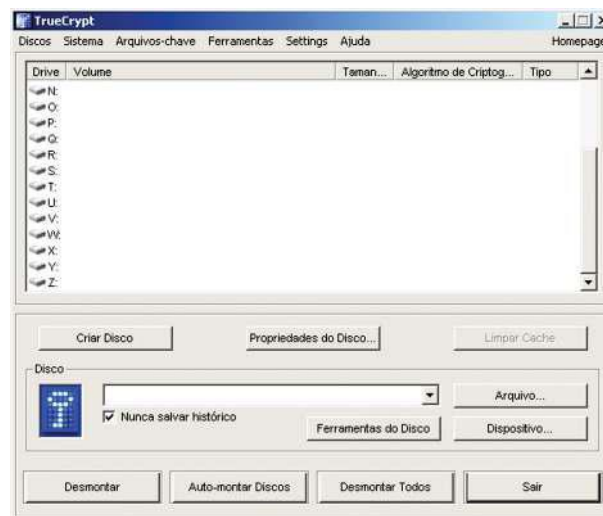 TrueCrypt
Discos Sistema Arquivos-chave Ferramentas Settings Ajuda Homepage
Drive Volume Taman... Algoritmo de Criptog... Tipo
N:
O:
P:
Q:
R:
S:
T:
U:
V:
W:
X:
Y:
Z:
Criar Disco Propriedades do Disco... Limpar Cache
Disco
Arquivo...
Nunca salvar histórico
Ferramentas do Disco Dispositivo...
Desmontar Auto-montar Discos Desmontar Todos Sair